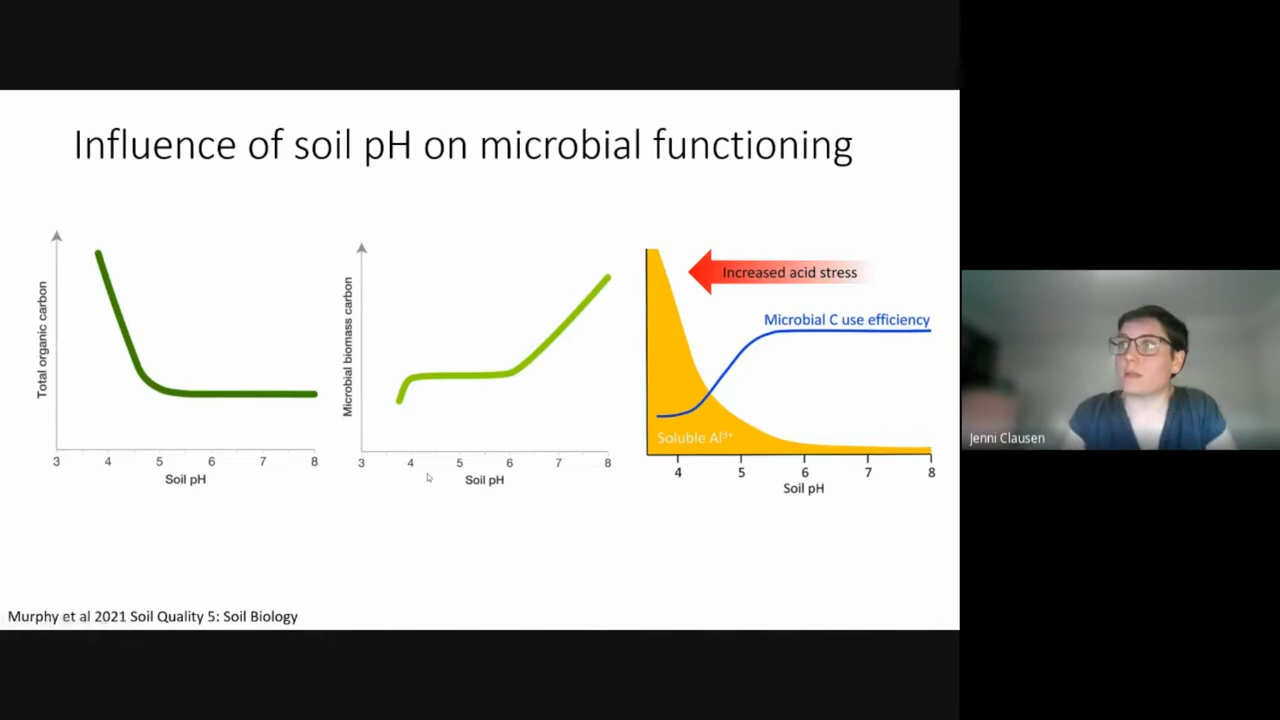 Influence of soil pH on microbial functioning
Total organic carbon
3 4 5 6 7 8
Soil pH
Microbial biomass carbon
3 4 5 6 7 8
Soil pH
Increased acid stress
Microbial C use efficiency
Soluble Al³⁺
4 5 6 7 8
Soil pH
Murphy et al 2021 Soil Quality 5: Soil Biology
Jenni Clausen